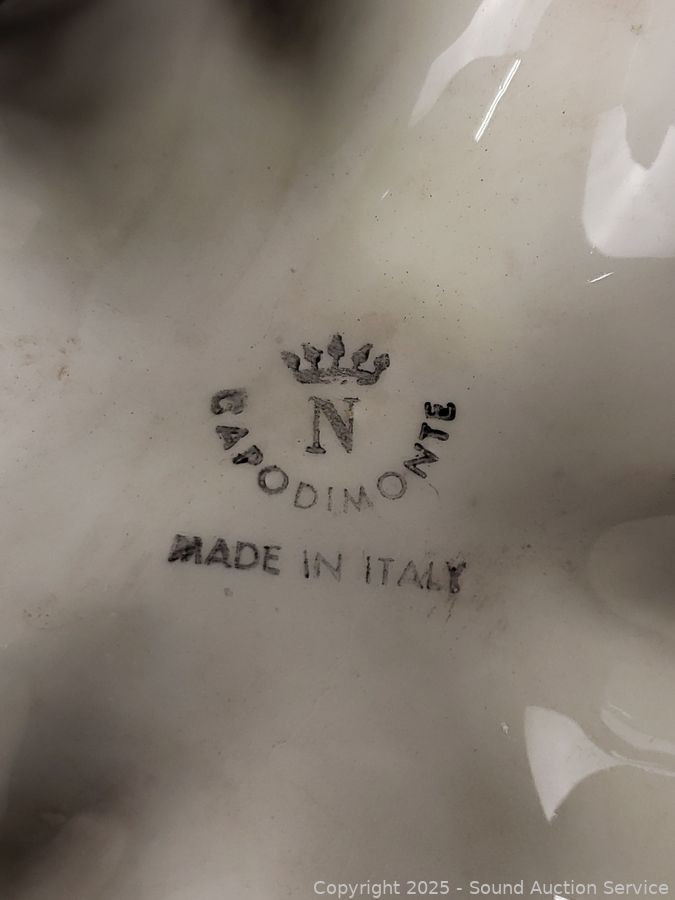 N
CAPODIMONTE
MADE IN ITALY
Copyright 2025 - Sound Auction Service